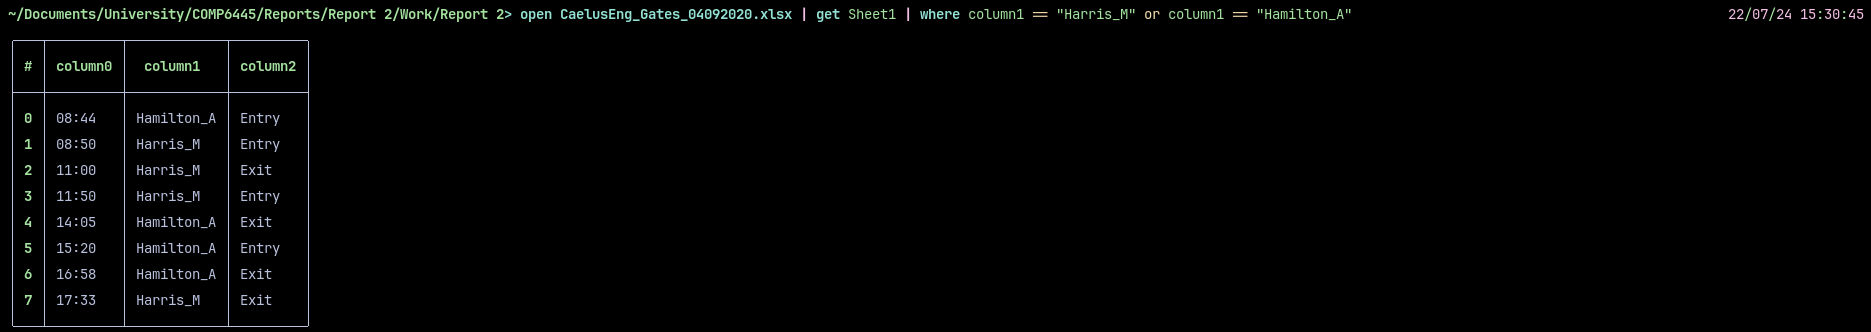 ~/Documents/University/COMP6445/Reports/Report 2/Work/Report 2> open CaelusEng_Gates_04092020.xlsx | get Sheet1 | where column1 == "Harris_M" or column1 == "Hamilton_A" 22/07/24 15:30:45
# column0 column1 column2
0 08:44 Hamilton_A Entry
1 08:50 Harris_M Entry
2 11:00 Harris_M Exit
3 11:50 Harris_M Entry
4 14:05 Hamilton_A Exit
5 15:20 Hamilton_A Entry
6 16:58 Hamilton_A Exit
7 17:33 Harris_M Exit